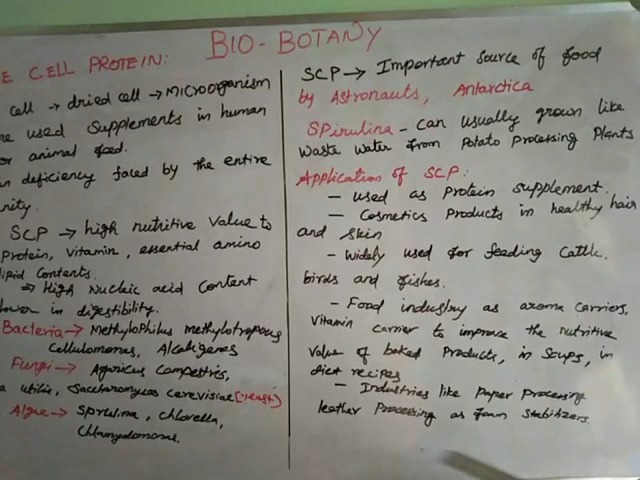 BIO-BOTANY
E CELL PROTEIN:
cell → dried cell → Microorganism
re used Supplements in human
or animal feed.
n deficiency faced by the entire
nity.
SCP → high nutritive value to
Protein, Vitamin, essential amino
lipid contents.
⇒ High Nucleic acid content
lower in digestibility.
Bacteria → Methylophilus methylotropous
Cellulomonas, Alcaligenes
Fungi → Agaricus Campestris,
a utilis, Saccharomyces cerevisiae (yeast)
Algae → Spirulina, Chlorella,
Chlamydomonas.
SCP → Important source of food
by Astronauts, Antarctica
SPirulina - Can usually grown like
Waste water from Potato Processing Plants
Application of SCP:
- used as Protein supplement.
- Cosmetics Products in healthy hair
and skin
- Widely used for feading Cattle.
birds and fishes.
- Food industry as aroma carriers,
Vitamin carrier to improve the nutritive
Value of baked Products, in Soups, in
diet recipes
- Industries like Paper Processing
leather Processing as foam stabilizers.